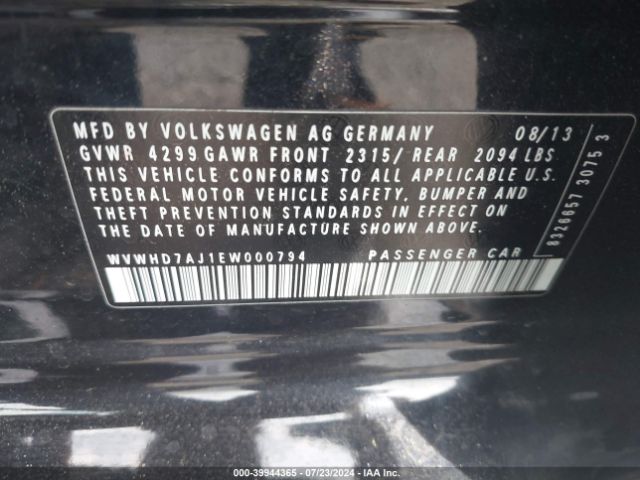 MFD BY VOLKSWAGEN AG GERMANY 08/13
GVWR 4299 GAWR FRONT 2315/ REAR 2094 LBS
THIS VEHICLE CONFORMS TO ALL APPLICABLE U.S.
FEDERAL MOTOR VEHICLE SAFETY, BUMPER AND
THEFT PREVENTION STANDARDS IN EFFECT ON
DATE OF MANUFACTURE SHOWN ABOVE.
WVWHD7AJ1EW000794 PASSENGER CAR
8326657 3075 3
000-39944365 - 07/23/2024 - IAA Inc.